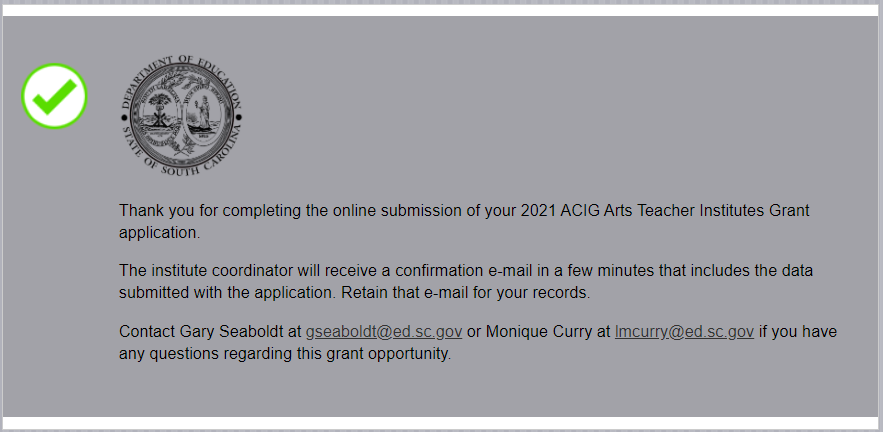 DEPARTMENT OF EDUCATION
STATE OF SOUTH CAROLINA
Thank you for completing the online submission of your 2021 ACIG Arts Teacher Institutes Grant
application.
The institute coordinator will receive a confirmation e-mail in a few minutes that includes the data
submitted with the application. Retain that e-mail for your records.
Contact Gary Seaboldt at gseaboldt@ed.sc.gov or Monique Curry at lmcurry@ed.sc.gov if you have
any questions regarding this grant opportunity.